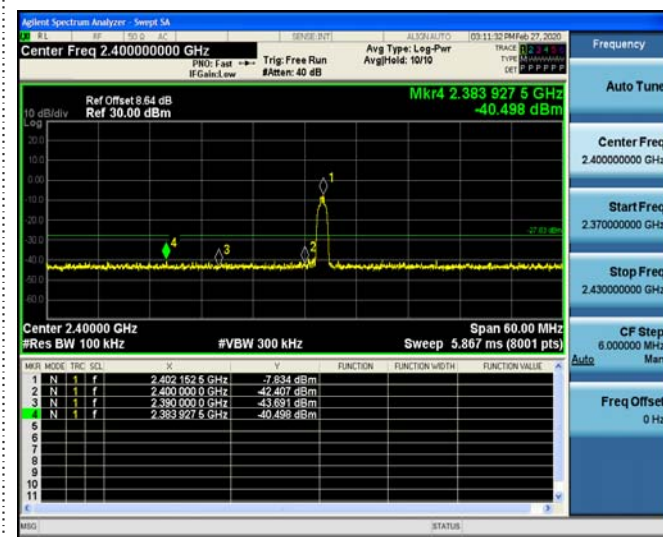 Agilent Spectrum Analyzer - Swept SA
RL RF 50 Ω AC SENSE:INT ALIGNAUTO 03:11:32 PM Feb 27, 2020
Center Freq 2.400000000 GHz
PNO: Fast
IFGain:Low
Trig: Free Run
#Atten: 40 dB
Avg Type: Log-Pwr
Avg|Hold: 10/10
TRACE 1 2 3 4 5 6
TYPE
DET P P P P P P
Ref Offset 8.64 dB
Ref 30.00 dBm
10 dB/div
Log
Mkr4 2.383 927 5 GHz
-40.498 dBm
20.0
10.0
0.00
-10.0
-20.0
-30.0
-40.0
-50.0
-60.0
1
2
3
4
-27.83 dBm
Center 2.40000 GHz
#Res BW 100 kHz
#VBW 300 kHz
Span 60.00 MHz
Sweep 5.867 ms (8001 pts)
MKR MODE TRC SCL X Y FUNCTION FUNCTION WIDTH FUNCTION VALUE
1 N 1 f 2.402 152 5 GHz -7.834 dBm
2 N 1 f 2.400 000 0 GHz -42.407 dBm
3 N 1 f 2.390 000 0 GHz -43.691 dBm
4 N 1 f 2.383 927 5 GHz -40.498 dBm
5
6
7
8
9
10
11
MSG STATUS
Frequency
Auto Tune
Center Freq
2.400000000 GHz
Start Freq
2.370000000 GHz
Stop Freq
2.430000000 GHz
CF Step
6.000000 MHz
Auto Man
Freq Offset
0 Hz